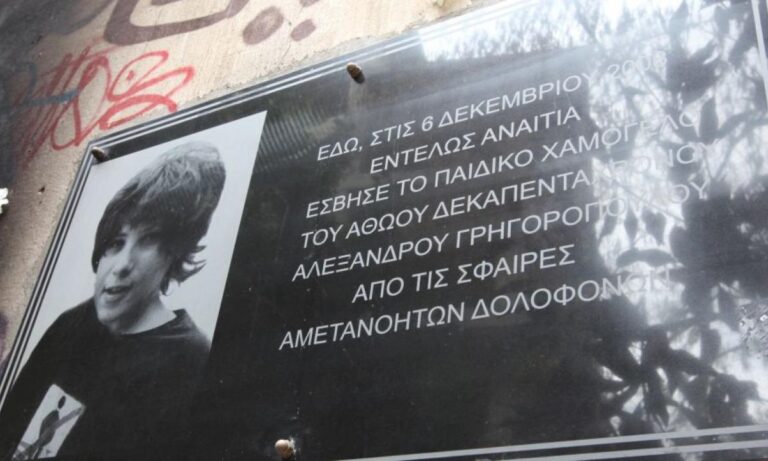 ΕΔΩ, ΣΤΙΣ 6 ΔΕΚΕΜΒΡΙΟΥ
ΕΝΤΕΛΩΣ ΑΝΑΙΤΙΑ
ΕΣΒΗΣΕ ΤΟ ΠΑΙΔΙΚΟ ΧΑΜΟΓΕΛΟ
ΤΟΥ ΑΘΩΟΥ ΔΕΚΑΠΕΝΤΑΧΡΟΝΟΥ
ΑΛΕΞΑΝΔΡΟΥ ΓΡΗΓΟΡΟΠΟΥΛΟΥ
ΑΠΟ ΤΙΣ ΣΦΑΙΡΕΣ
ΑΜΕΤΑΝΟΗΤΩΝ ΔΟΛΟΦΟΝΩΝ